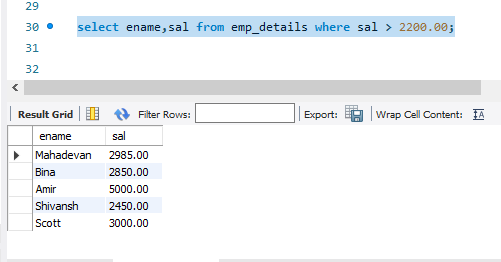 29
30 select ename,sal from emp_details where sal > 2200.00;
31
32
Result Grid Filter Rows: Export: Wrap Cell Content: IA
ename sal
Mahadevan 2985.00
Bina 2850.00
Amir 5000.00
Shivansh 2450.00
Scott 3000.00